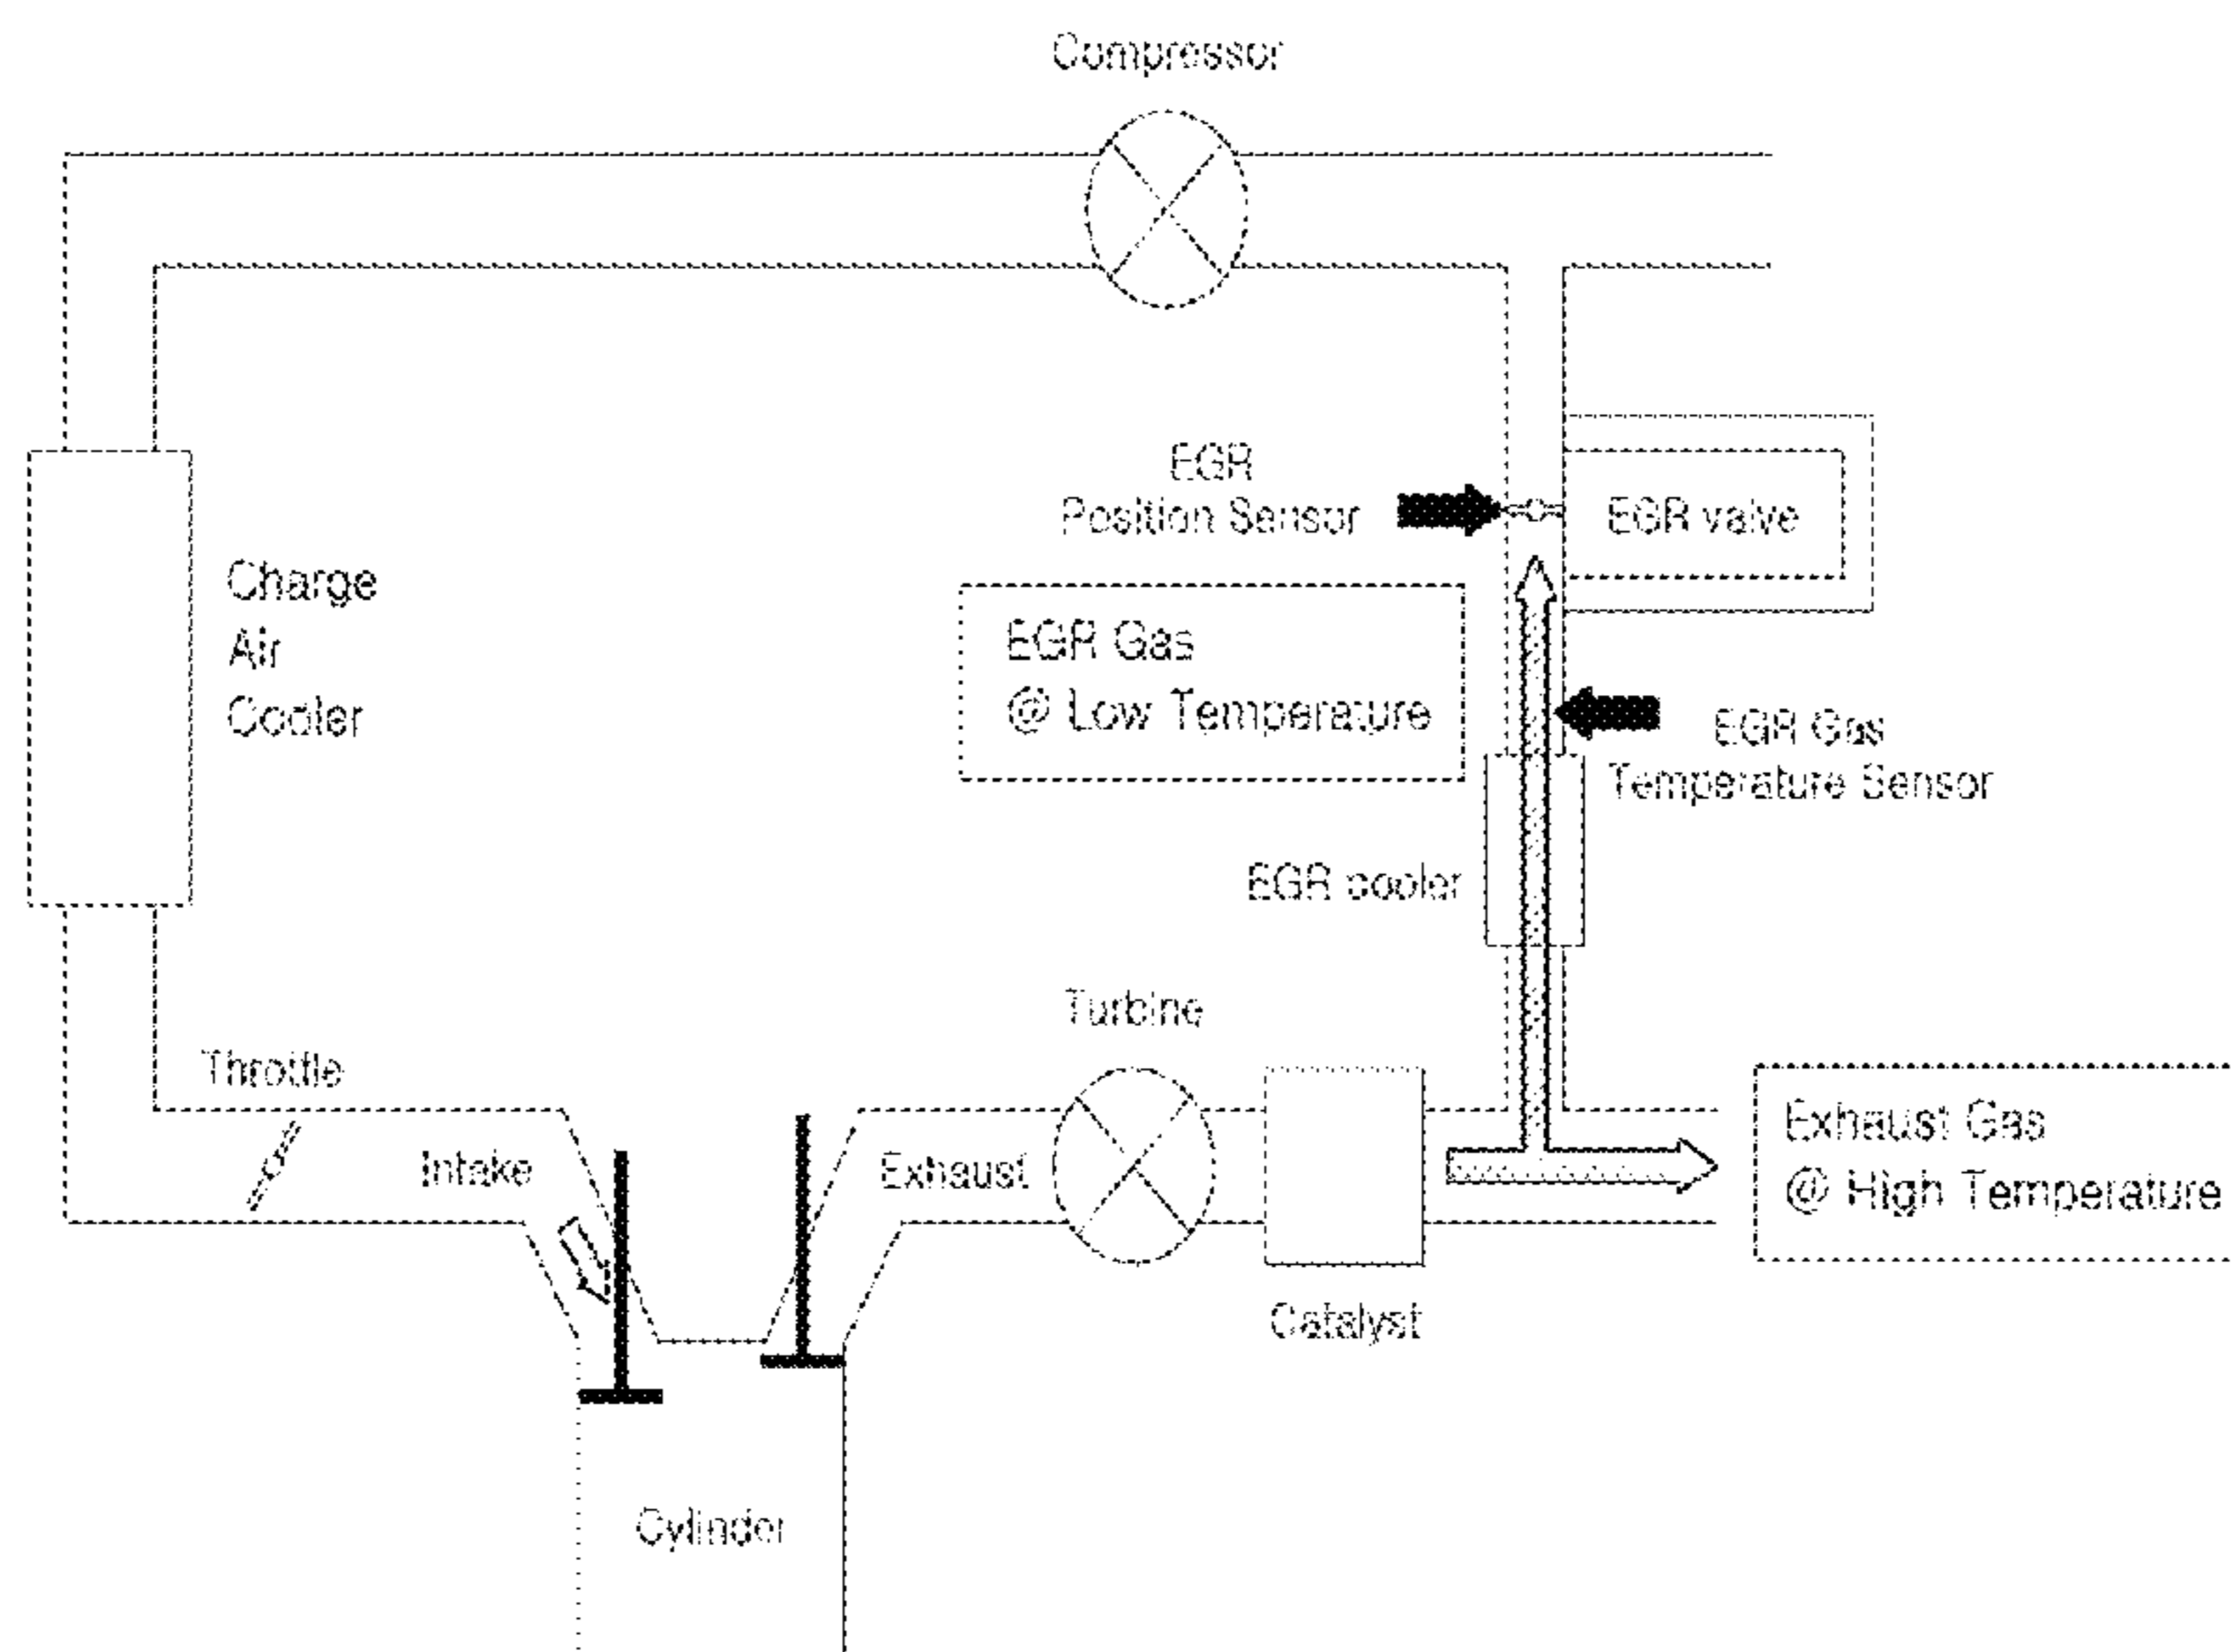 Compressor
EGR
Position Sensor
EGR valve
Charge
Air
Cooler
EGR Gas
@ Low Temperature
EGR Gas
Temperature Sensor
EGR cooler
Turbine
Throttle
Intake
Exhaust
Exhaust Gas
@ High Temperature
Catalyst
Cylinder